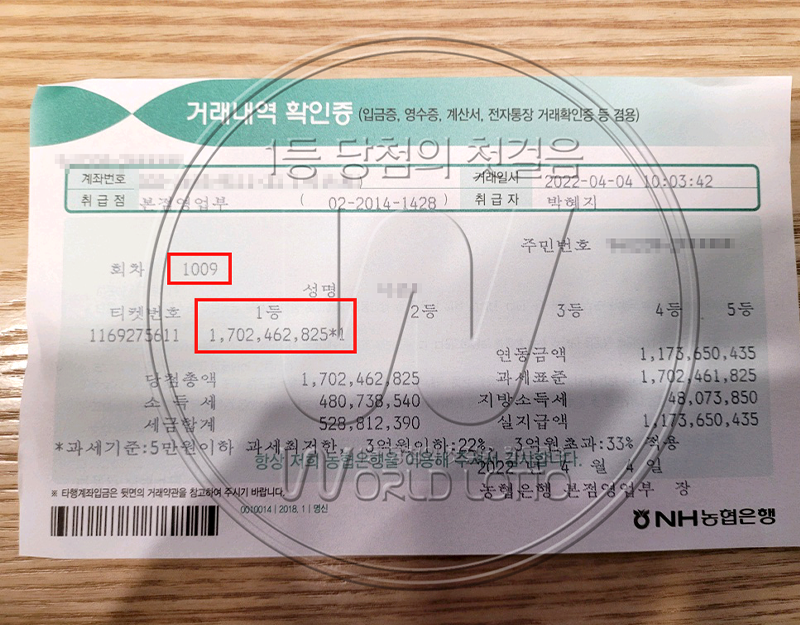 거래내역 확인증 (입금증, 영수증, 계산서, 전자통장 거래확인증 등 겸용)
1등 당첨의 첫걸음
계좌번호 거래일시 2022-04-04 10:03:42
취급점 본점영업부 ( 02-2014-1428 ) 취급자 박혜지
주민번호
회차 1009
성명
티켓번호 1등 2등 3등 4등 5등
1169275611 1,702,462,825*1
연동금액 1,173,650,435
당첨총액 1,702,462,825 과세표준 1,702,461,825
소득세 480,738,540 지방소득세 48,073,850
세금합계 528,812,390 실지급액 1,173,650,435
*과세기준:5만원이하 과세최저한, 3억원이하:22%, 3억원초과:33% 적용
항상 저희 농협은행을 이용해 주셔서 감사합니다.
2022 년 4 월 4 일
WORLD LOTTO
농협은행 본점영업부 장
※ 타행계좌입금은 뒷면의 거래약관을 참고하여 주시기 바랍니다.
0010014 | 2018, 1 | 명신
NH농협은행